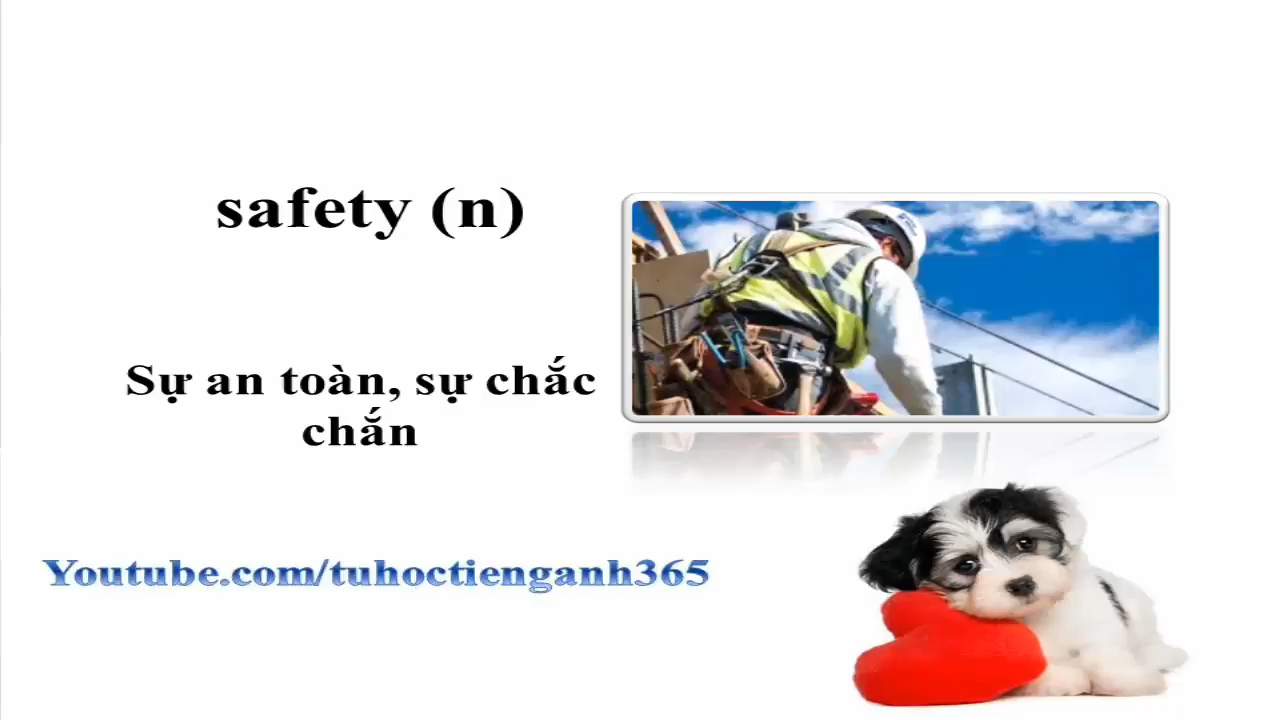 safety (n)
Sự an toàn, sự chắc
chắn
Youtube.com/tuhoctienganh365